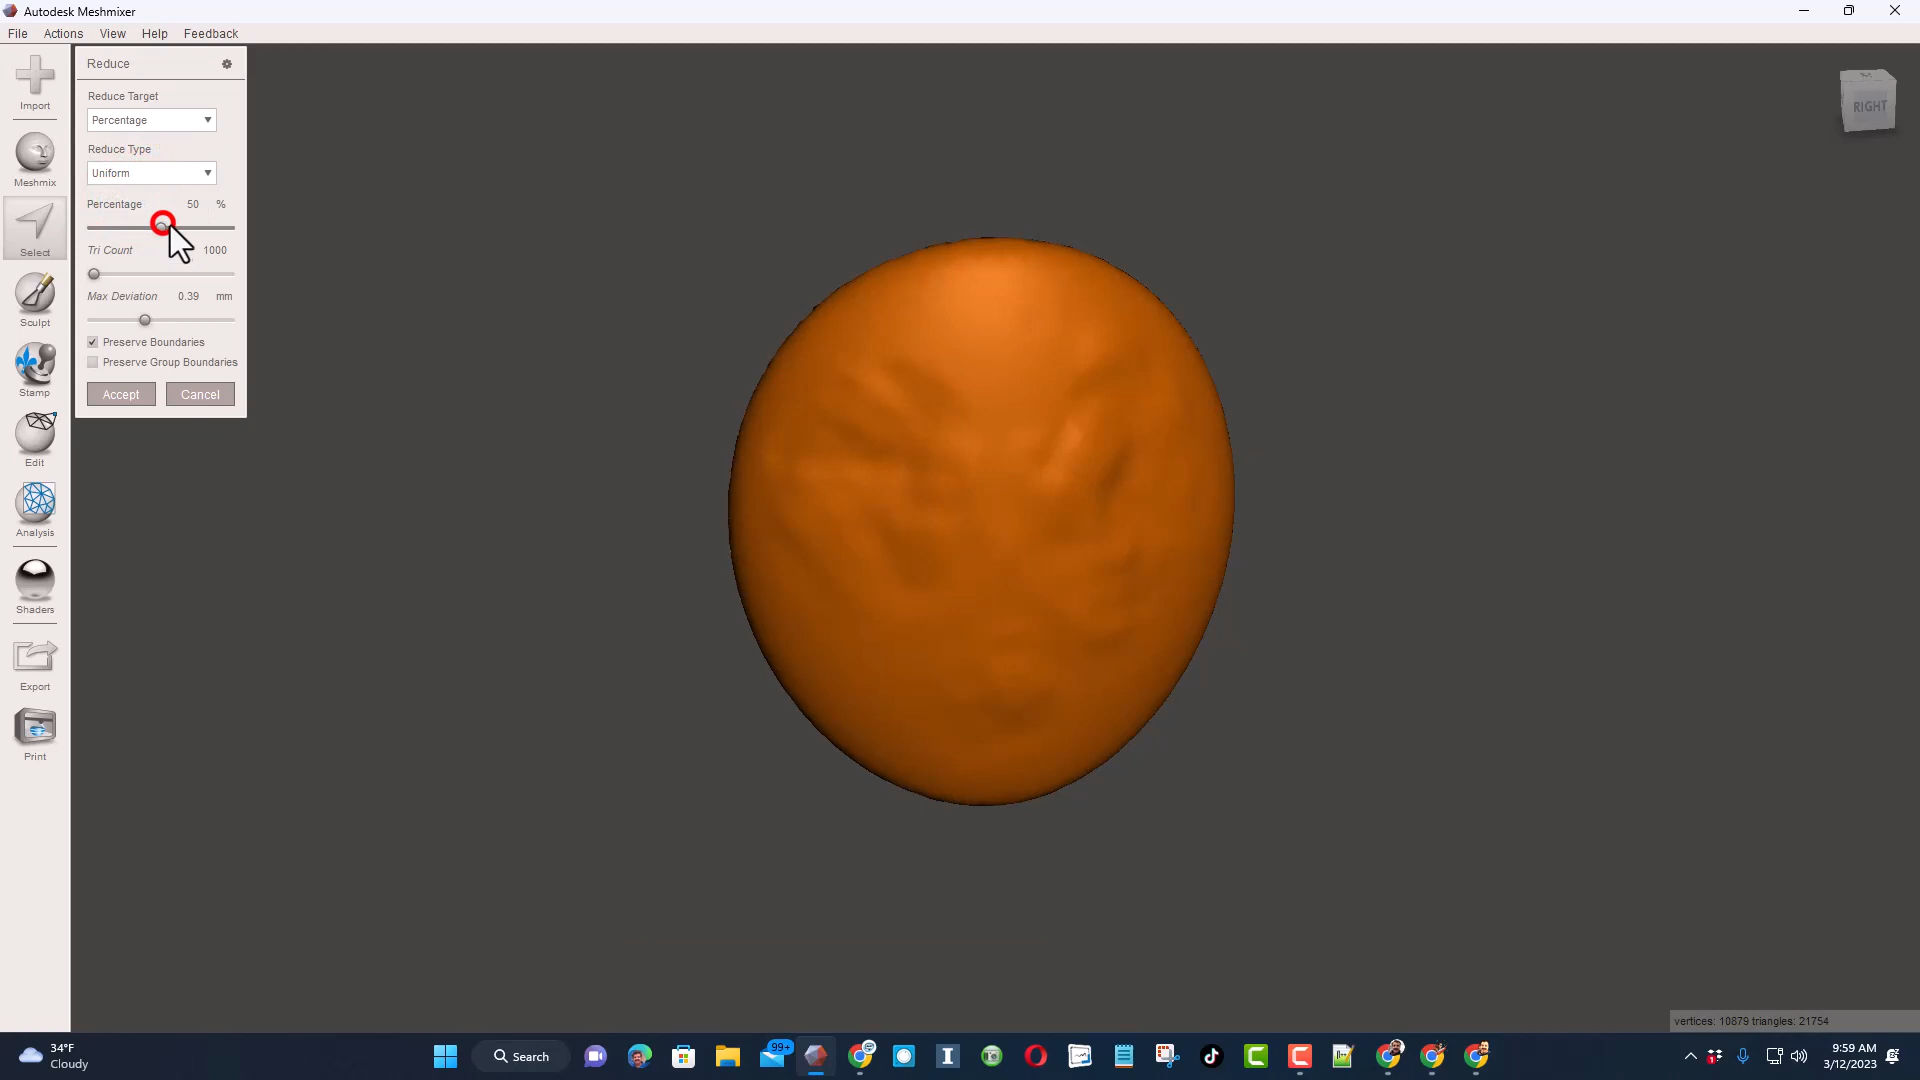 Autodesk Meshmixer
File Actions View Help Feedback
Import
Meshmix
Select
Sculpt
Stamp
Edit
Analysis
Shaders
Export
Print
Reduce
Reduce Target
Percentage
Reduce Type
Uniform
Percentage 50 %
Tri Count 1000
Max Deviation 0.39 mm
Preserve Boundaries
Preserve Group Boundaries
Accept Cancel
RIGHT
vertices: 10879 triangles: 21754
34°F
Cloudy
Search
99+
9:59 AM
3/12/2023